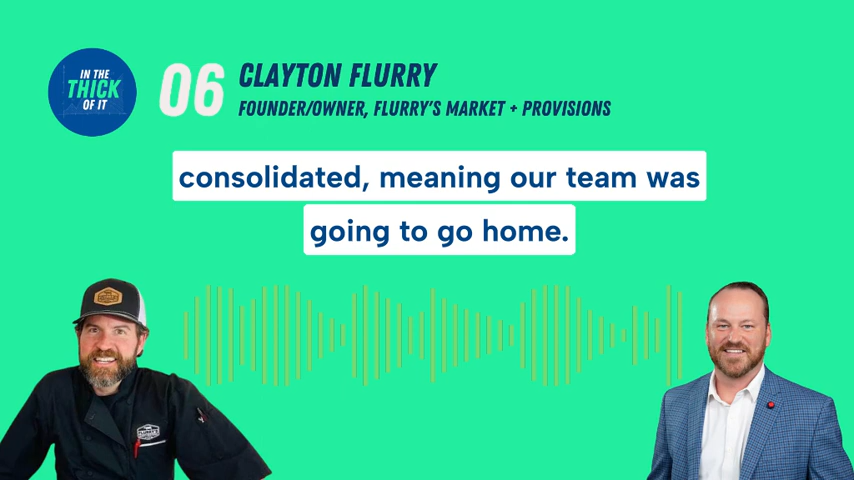 IN THE
THICK
OF IT
06
CLAYTON FLURRY
FOUNDER/OWNER, FLURRY'S MARKET + PROVISIONS
consolidated, meaning our team was
going to go home.